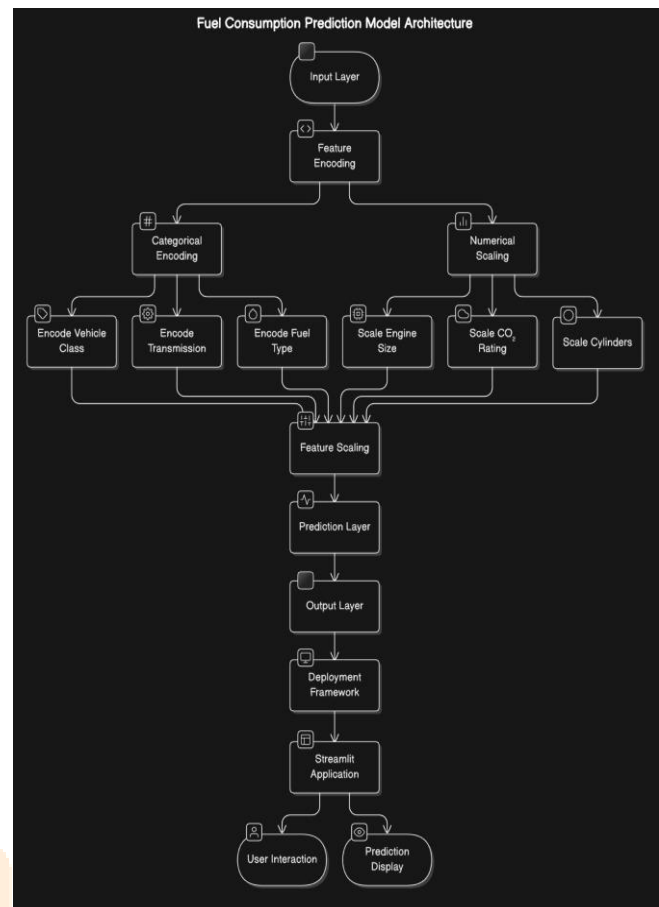 Fuel Consumption Prediction Model Architecture
Input Layer
Feature
Encoding
Categorical
Encoding
Numerical
Scaling
Encode Vehicle
Class
Encode
Transmission
Encode Fuel
Type
Scale Engine
Size
Scale CO₂
Rating
Scale Cylinders
Feature Scaling
Prediction Layer
Output Layer
Deployment
Framework
Streamlit
Application
User Interaction
Prediction
Display